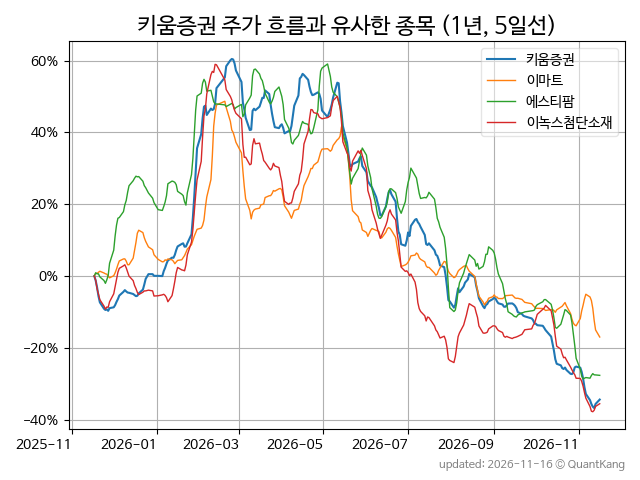 키움증권 주가 흐름과 유사한 종목 (1년, 5일선)
키움증권
이마트
에스티팜
이녹스첨단소재
60%
40%
20%
0%
−20%
−40%
2025−11
2026−01
2026−03
2026−05
2026−07
2026−09
2026−11
updated: 2026-11-16 © QuantKang